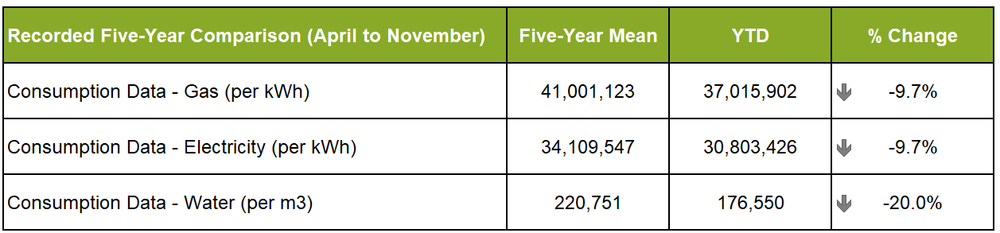 Recorded Five-Year Comparison (April to November) Five-Year Mean YTD % Change
Consumption Data - Gas (per kWh) 41,001,123 37,015,902 -9.7%
Consumption Data - Electricity (per kWh) 34,109,547 30,803,426 -9.7%
Consumption Data - Water (per m3) 220,751 176,550 -20.0%